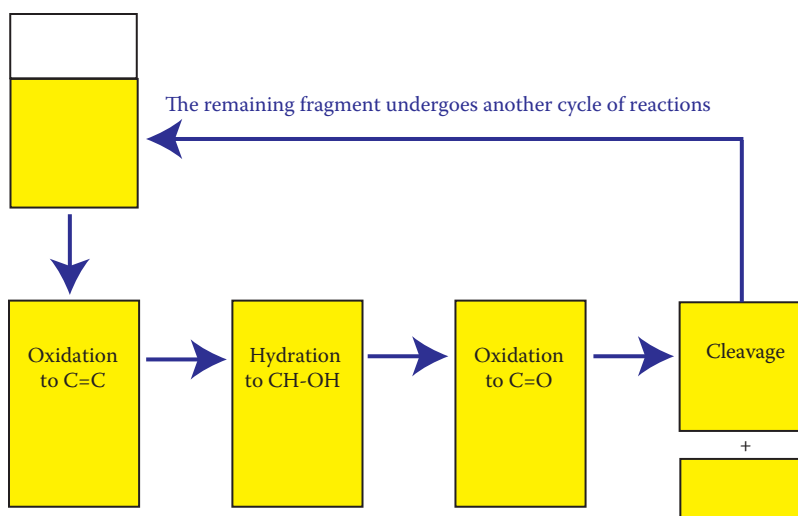 The remaining fragment undergoes another cycle of reactions
Oxidation
to C=C
Hydration
to CH-OH
Oxidation
to C=O
Cleavage
+